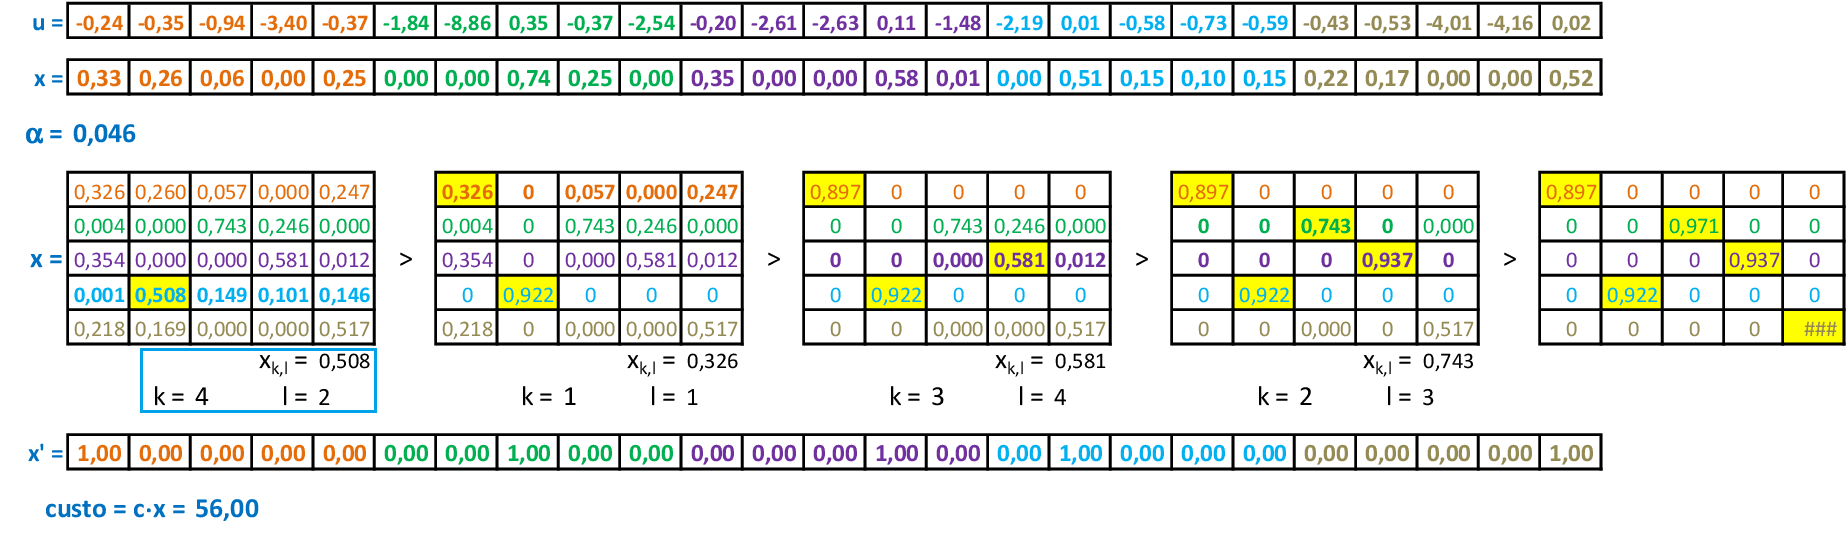 u = -0,24 -0,35 -0,94 -3,40 -0,37 -1,84 -8,86 0,35 -0,37 -2,54 -0,20 -2,61 -2,63 0,11 -1,48 -2,19 0,01 -0,58 -0,73 -0,59 -0,43 -0,53 -4,01 -4,16 0,02
x = 0,33 0,26 0,06 0,00 0,25 0,00 0,00 0,74 0,25 0,00 0,35 0,00 0,00 0,58 0,01 0,00 0,51 0,15 0,10 0,15 0,22 0,17 0,00 0,00 0,52
α = 0,046
0,326 0,260 0,057 0,000 0,247 0,326 0 0,057 0,000 0,247 0,897 0 0 0 0 0,897 0 0 0 0 0,897 0 0 0 0
0,004 0,000 0,743 0,246 0,000 0,004 0 0,743 0,246 0,000 0 0 0,743 0,246 0,000 0 0 0,743 0 0,000 0 0 0,971 0 0
x = 0,354 0,000 0,000 0,581 0,012 > 0,354 0 0,000 0,581 0,012 > 0 0 0,000 0,581 0,012 > 0 0 0 0,937 0 > 0 0 0 0,937 0
0,001 0,508 0,149 0,101 0,146 0 0,922 0 0 0 0 0,922 0 0 0 0 0,922 0 0 0 0 0,922 0 0 0
0,218 0,169 0,000 0,000 0,517 0,218 0 0,000 0,000 0,517 0 0 0,000 0,000 0,517 0 0 0,000 0 0,517 0 0 0 0 ###
xk,l = 0,508 xk,l = 0,326 xk,l = 0,581 xk,l = 0,743
k = 4 l = 2 k = 1 l = 1 k = 3 l = 4 k = 2 l = 3
x' = 1,00 0,00 0,00 0,00 0,00 0,00 0,00 1,00 0,00 0,00 0,00 0,00 0,00 1,00 0,00 0,00 1,00 0,00 0,00 0,00 0,00 0,00 0,00 0,00 1,00
custo = c·x = 56,00